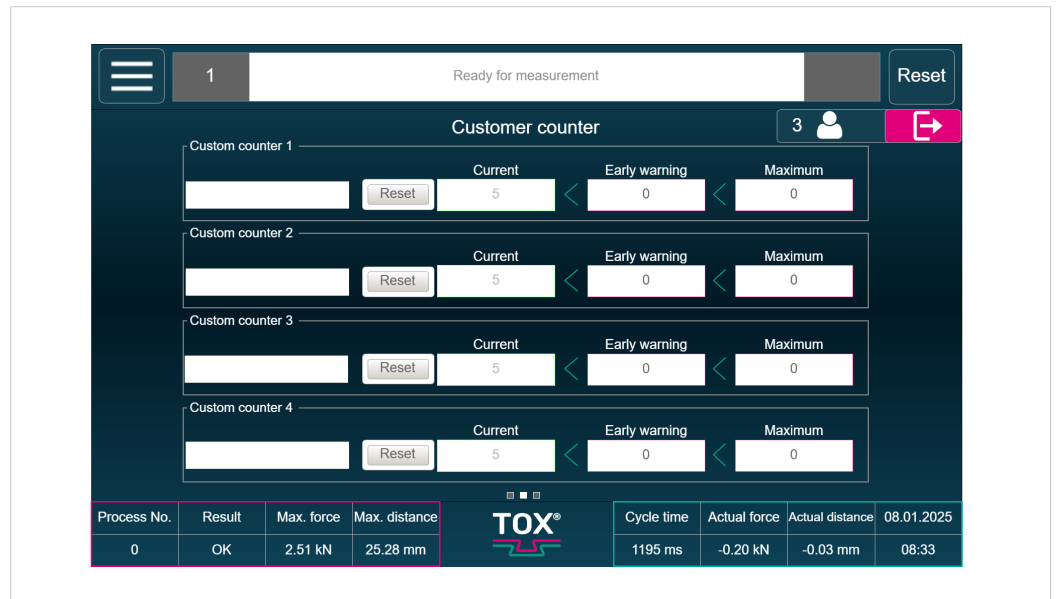 1
Ready for measurement
Reset
Customer counter
3
Custom counter 1
Current Early warning Maximum
Reset 5 0 0
Custom counter 2
Current Early warning Maximum
Reset 5 0 0
Custom counter 3
Current Early warning Maximum
Reset 5 0 0
Custom counter 4
Current Early warning Maximum
Reset 5 0 0
Process No. Result Max. force Max. distance
0 OK 2.51 kN 25.28 mm
TOX®
Cycle time Actual force Actual distance 08.01.2025
1195 ms -0.20 kN -0.03 mm 08:33